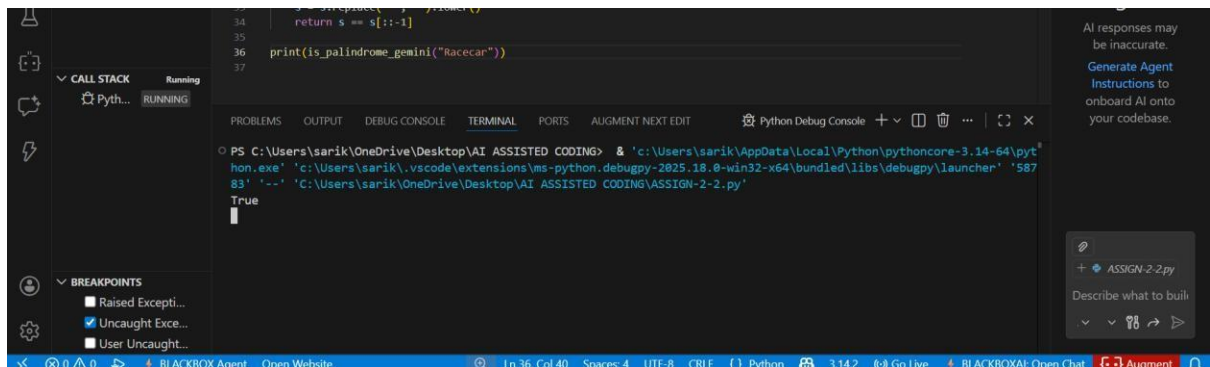 34 return s == s[::-1]
35
36 print(is_palindrome_gemini("Racecar"))
37
CALL STACK Running
Pyth... RUNNING
PROBLEMS OUTPUT DEBUG CONSOLE TERMINAL PORTS AUGMENT NEXT EDIT Python Debug Console
PS C:\Users\sarik\OneDrive\Desktop\AI ASSISTED CODING> & 'c:\Users\sarik\AppData\Local\Python\pythoncore-3.14-64\pyt
hon.exe' 'c:\Users\sarik\.vscode\extensions\ms-python.debugpy-2025.18.0-win32-x64\bundled\libs\debugpy\launcher' '587
83' '--' 'C:\Users\sarik\OneDrive\Desktop\AI ASSISTED CODING\ASSIGN-2-2.py'
True
BREAKPOINTS
Raised Excepti...
Uncaught Exce...
User Uncaught...
AI responses may
be inaccurate.
Generate Agent
Instructions to
onboard AI onto
your codebase.
+ ASSIGN-2-2.py
Describe what to buil
0 0 BLACKBOX Agent Open Website Ln 36, Col 40 Spaces: 4 UTF-8 CRLF { } Python 3.14.2 Go Live BLACKBOXAI: Open Chat Augment